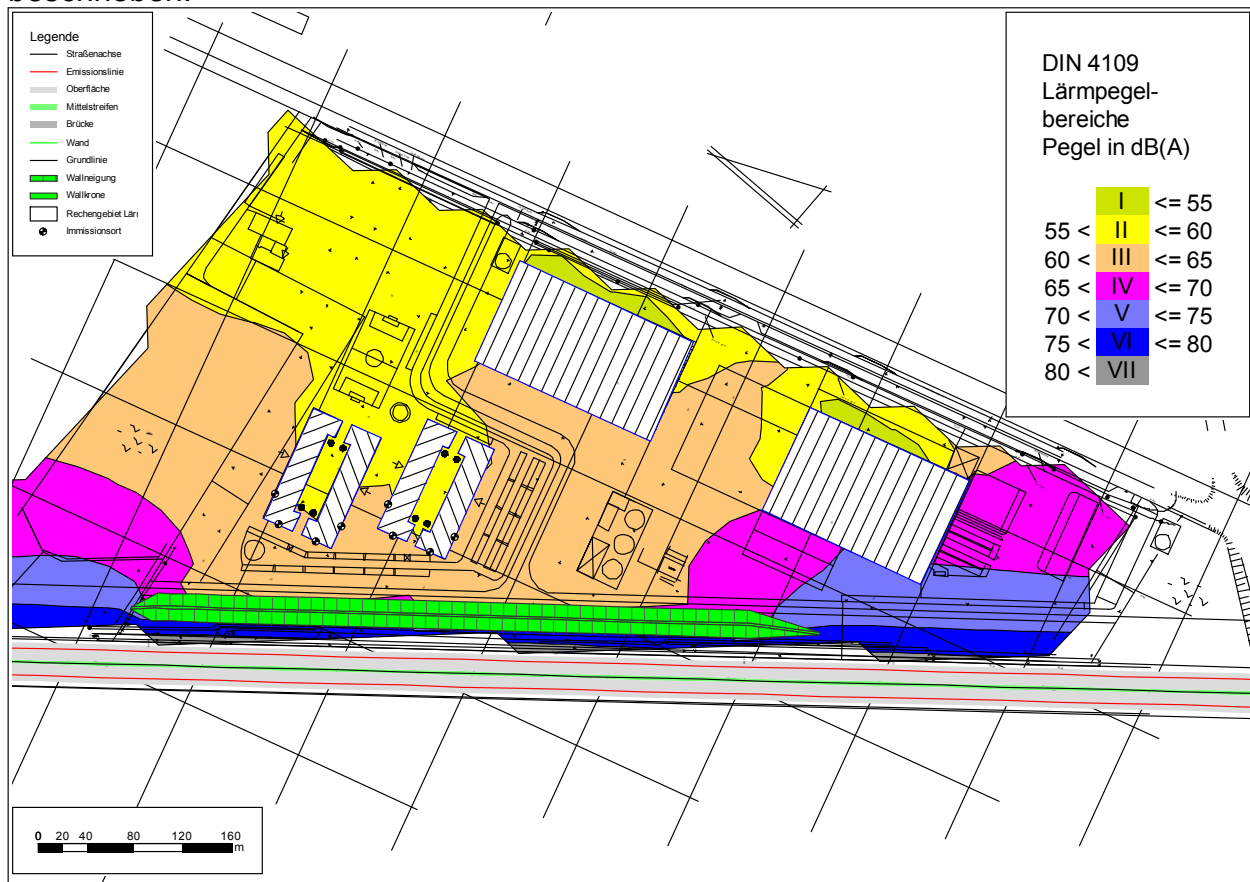 Legende
Straßenachse
Emissionslinie
Oberfläche
Mittelstreifen
Brücke
Wand
Grundlinie
Wallneigung
Wallkrone
Rechengebiet Lärm
Immissionsort
DIN 4109
Lärmpegel-
bereiche
Pegel in dB(A)
I <= 55
55 < II <= 60
60 < III <= 65
65 < IV <= 70
70 < V <= 75
75 < VI <= 80
80 < VII
0 20 40 80 120 160
m